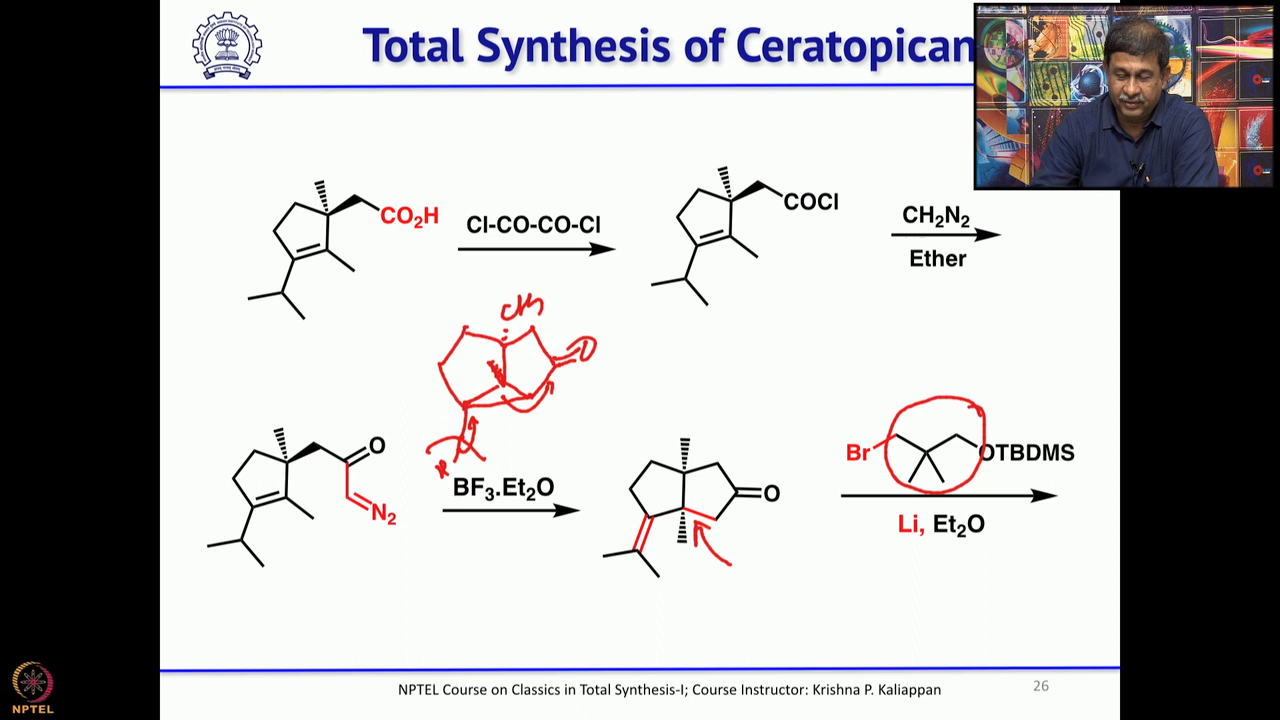 Total Synthesis of Ceratopican
CO2H
Cl-CO-CO-Cl
COCl
CH2N2
Ether
CH3
O
O
N2
BF3.Et2O
O
Br
OTBDMS
Li, Et2O
NPTEL Course on Classics in Total Synthesis-I; Course Instructor: Krishna P. Kaliappan
26
NPTEL